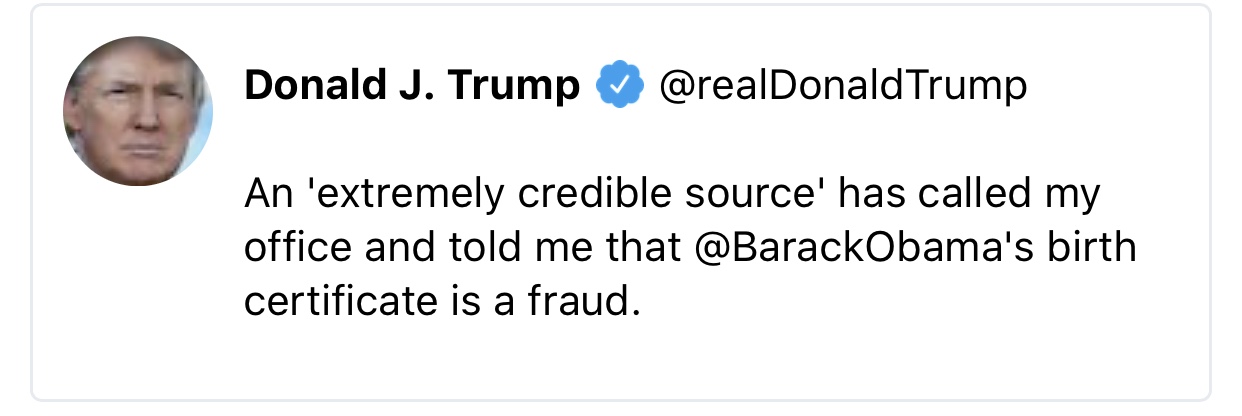 Donald J. Trump @realDonaldTrump
An 'extremely credible source' has called my
office and told me that @BarackObama's birth
certificate is a fraud.